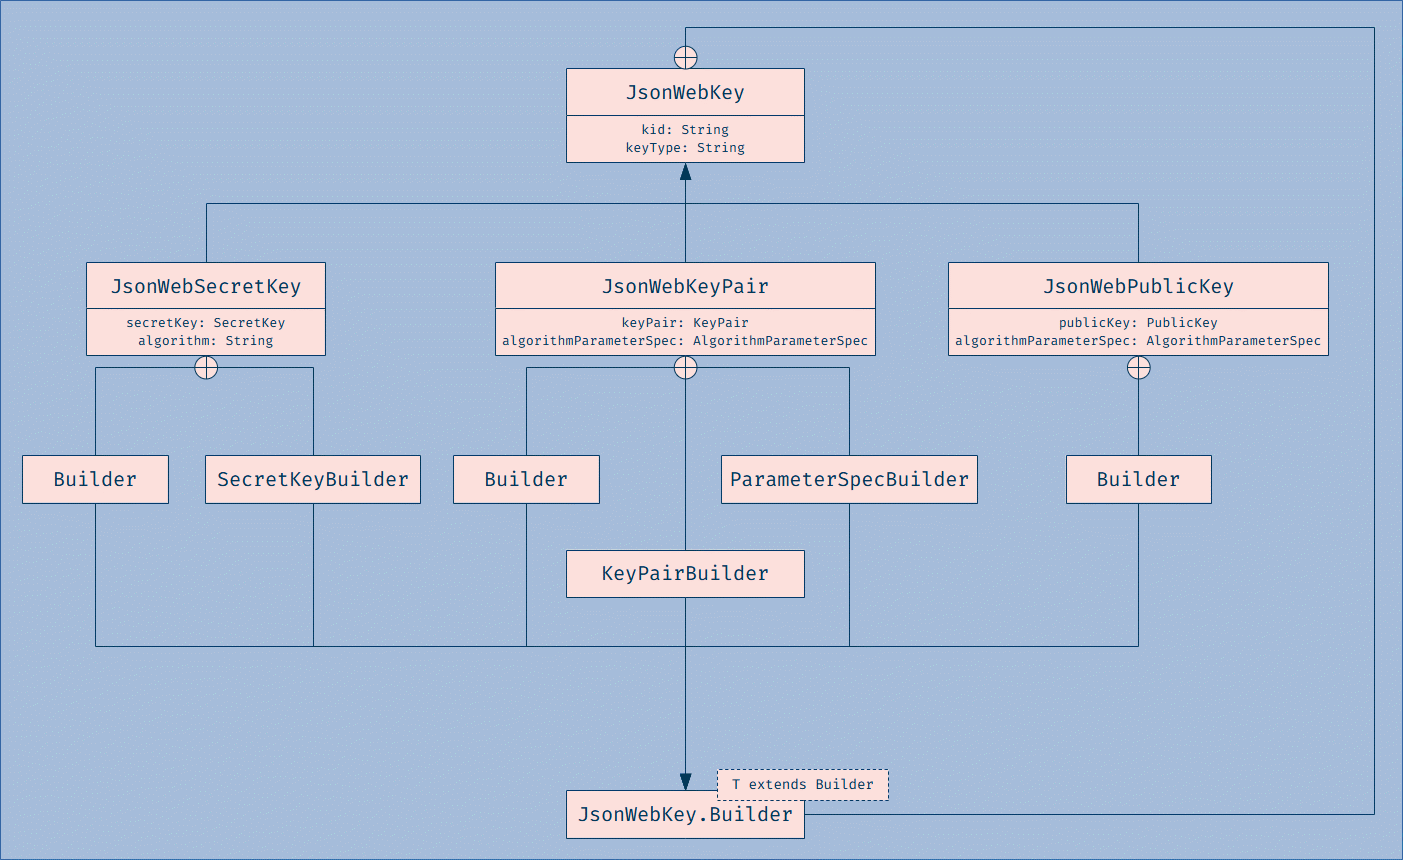 JsonWebKey
kid: String
keyType: String
JsonWebSecretKey
secretKey: SecretKey
algorithm: String
JsonWebKeyPair
keyPair: KeyPair
algorithmParameterSpec: AlgorithmParameterSpec
JsonWebPublicKey
publicKey: PublicKey
algorithmParameterSpec: AlgorithmParameterSpec
Builder
SecretKeyBuilder
Builder
ParameterSpecBuilder
Builder
KeyPairBuilder
T extends Builder
JsonWebKey.Builder